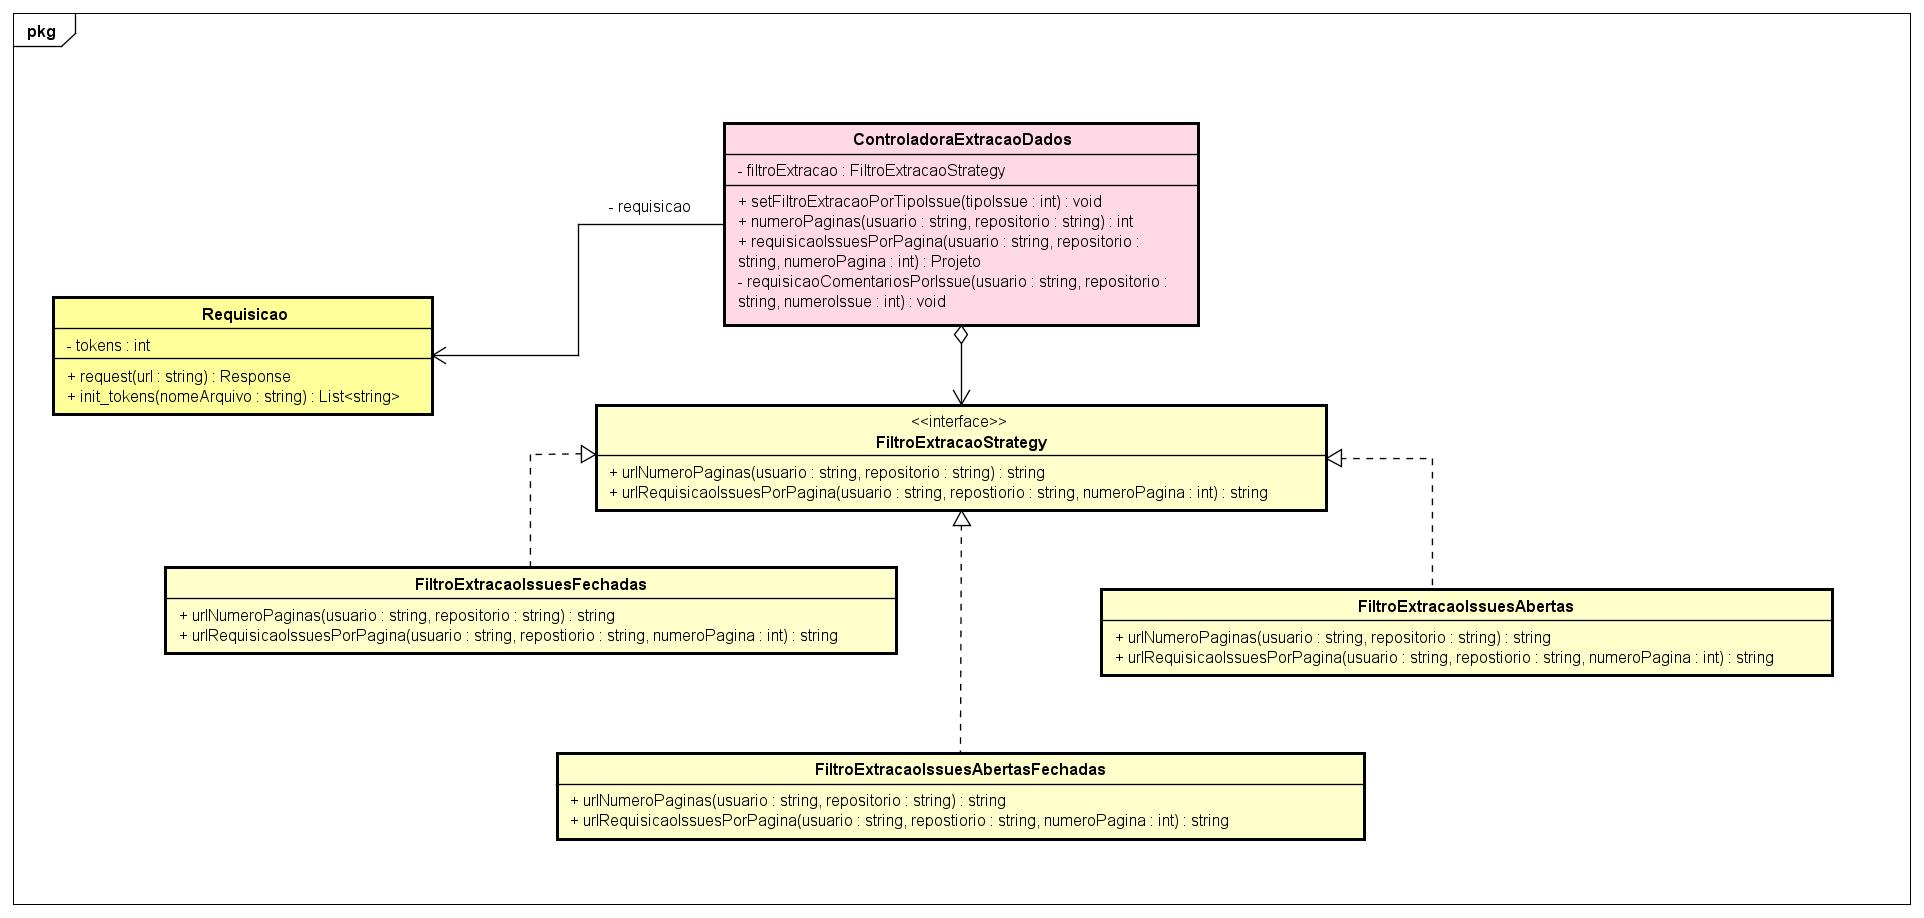 pkg
ControladoraExtracaoDados
- filtroExtracao : FiltroExtracaoStrategy
+ setFiltroExtracaoPorTipoIssue(tipoIssue : int) : void
+ numeroPaginas(usuario : string, repositorio : string) : int
+ requisicaoIssuesPorPagina(usuario : string, repositorio :
string, numeroPagina : int) : Projeto
- requisicaoComentariosPorIssue(usuario : string, repositorio :
string, numeroIssue : int) : void
- requisicao
Requisicao
- tokens : int
+ request(url : string) : Response
+ init_tokens(nomeArquivo : string) : List<string>
<<interface>>
FiltroExtracaoStrategy
+ urlNumeroPaginas(usuario : string, repositorio : string) : string
+ urlRequisicaoIssuesPorPagina(usuario : string, repostiorio : string, numeroPagina : int) : string
FiltroExtracaoIssuesFechadas
+ urlNumeroPaginas(usuario : string, repositorio : string) : string
+ urlRequisicaoIssuesPorPagina(usuario : string, repostiorio : string, numeroPagina : int) : string
FiltroExtracaoIssuesAbertas
+ urlNumeroPaginas(usuario : string, repositorio : string) : string
+ urlRequisicaoIssuesPorPagina(usuario : string, repostiorio : string, numeroPagina : int) : string
FiltroExtracaoIssuesAbertasFechadas
+ urlNumeroPaginas(usuario : string, repositorio : string) : string
+ urlRequisicaoIssuesPorPagina(usuario : string, repostiorio : string, numeroPagina : int) : string